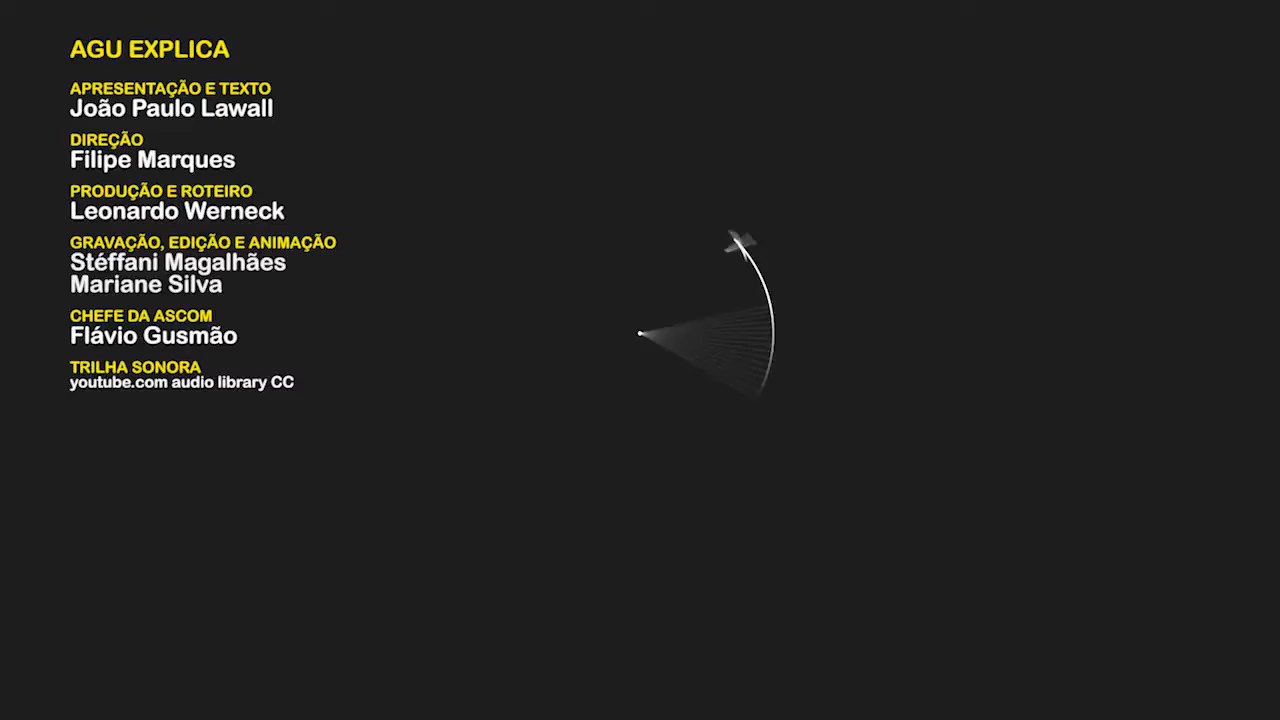 AGU EXPLICA
APRESENTAÇÃO E TEXTO
João Paulo Lawall
DIREÇÃO
Filipe Marques
PRODUÇÃO E ROTEIRO
Leonardo Werneck
GRAVAÇÃO, EDIÇÃO E ANIMAÇÃO
Stéffani Magalhães
Mariane Silva
CHEFE DA ASCOM
Flávio Gusmão
TRILHA SONORA
youtube.com audio library CC